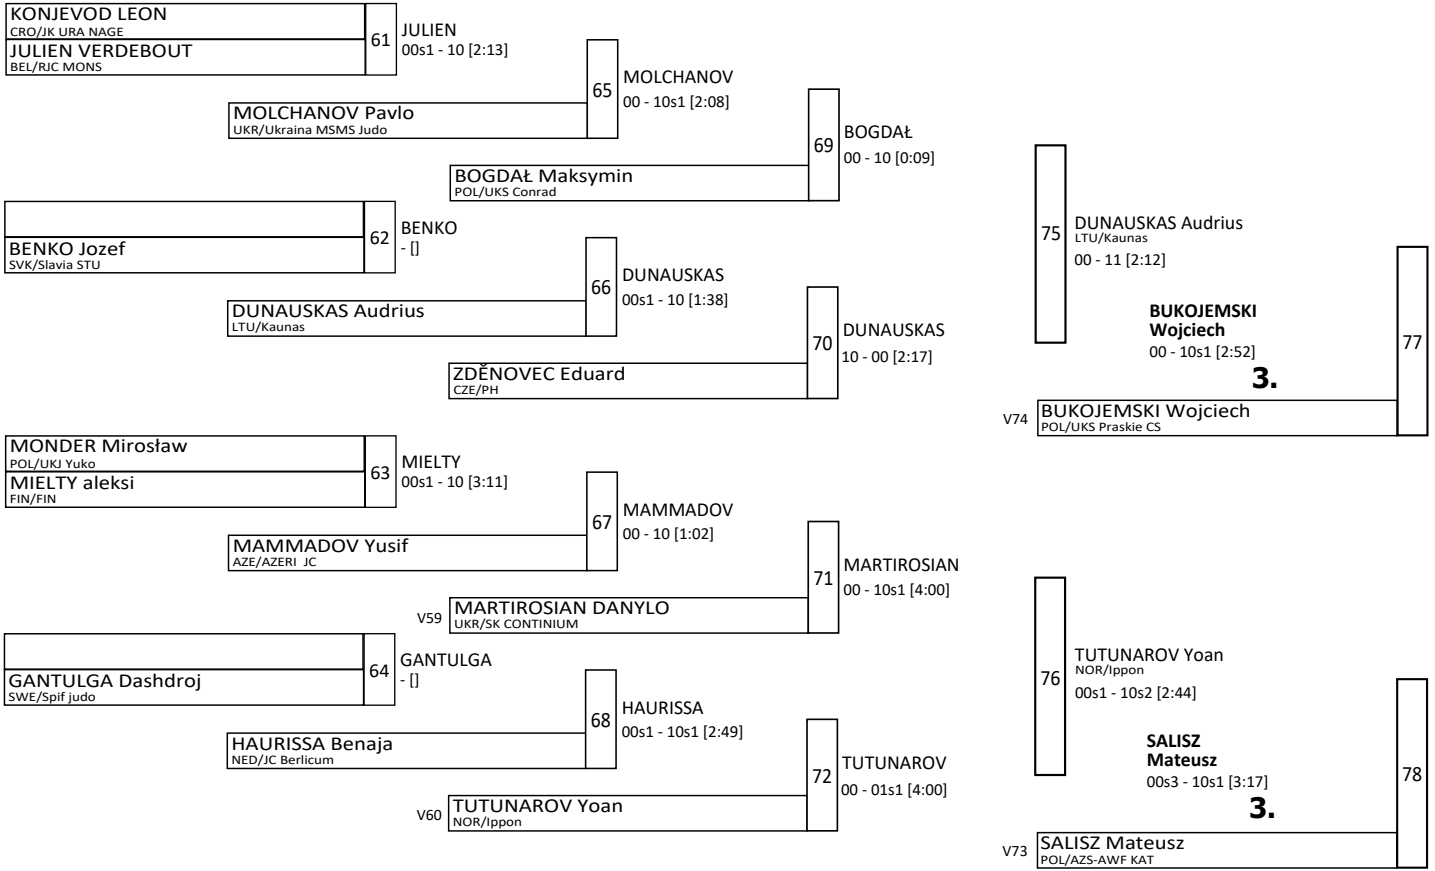 KONJEVOD LEON
CRO/JK URA NAGE
JULIEN VERDEBOUT
BEL/RJC MONS
61
JULIEN
00s1 - 10 [2:13]
MOLCHANOV Pavlo
UKR/Ukraina MSMS Judo
65
MOLCHANOV
00 - 10s1 [2:08]
BOGDAŁ Maksymin
POL/UKS Conrad
69
BOGDAŁ
00 - 10 [0:09]
BENKO Jozef
SVK/Slavia STU
62
BENKO
- []
DUNAUSKAS Audrius
LTU/Kaunas
66
DUNAUSKAS
00s1 - 10 [1:38]
ZDĚNOVEC Eduard
CZE/PH
70
DUNAUSKAS
10 - 00 [2:17]
75
DUNAUSKAS Audrius
LTU/Kaunas
00 - 11 [2:12]
BUKOJEMSKI
Wojciech
00 - 10s1 [2:52]
3.
77
V74
BUKOJEMSKI Wojciech
POL/UKS Praskie CS
MONDER Mirosław
POL/UKJ Yuko
MIELTY aleksi
FIN/FIN
63
MIELTY
00s1 - 10 [3:11]
MAMMADOV Yusif
AZE/AZERI JC
67
MAMMADOV
00 - 10 [1:02]
V59
MARTIROSIAN DANYLO
UKR/SK CONTINIUM
71
MARTIROSIAN
00 - 10s1 [4:00]
GANTULGA Dashdroj
SWE/Spif judo
64
GANTULGA
- []
HAURISSA Benaja
NED/JC Berlicum
68
HAURISSA
00s1 - 10s1 [2:49]
V60
TUTUNAROV Yoan
NOR/Ippon
72
TUTUNAROV
00 - 01s1 [4:00]
76
TUTUNAROV Yoan
NOR/Ippon
00s1 - 10s2 [2:44]
SALISZ
Mateusz
00s3 - 10s1 [3:17]
3.
78
V73
SALISZ Mateusz
POL/AZS-AWF KAT